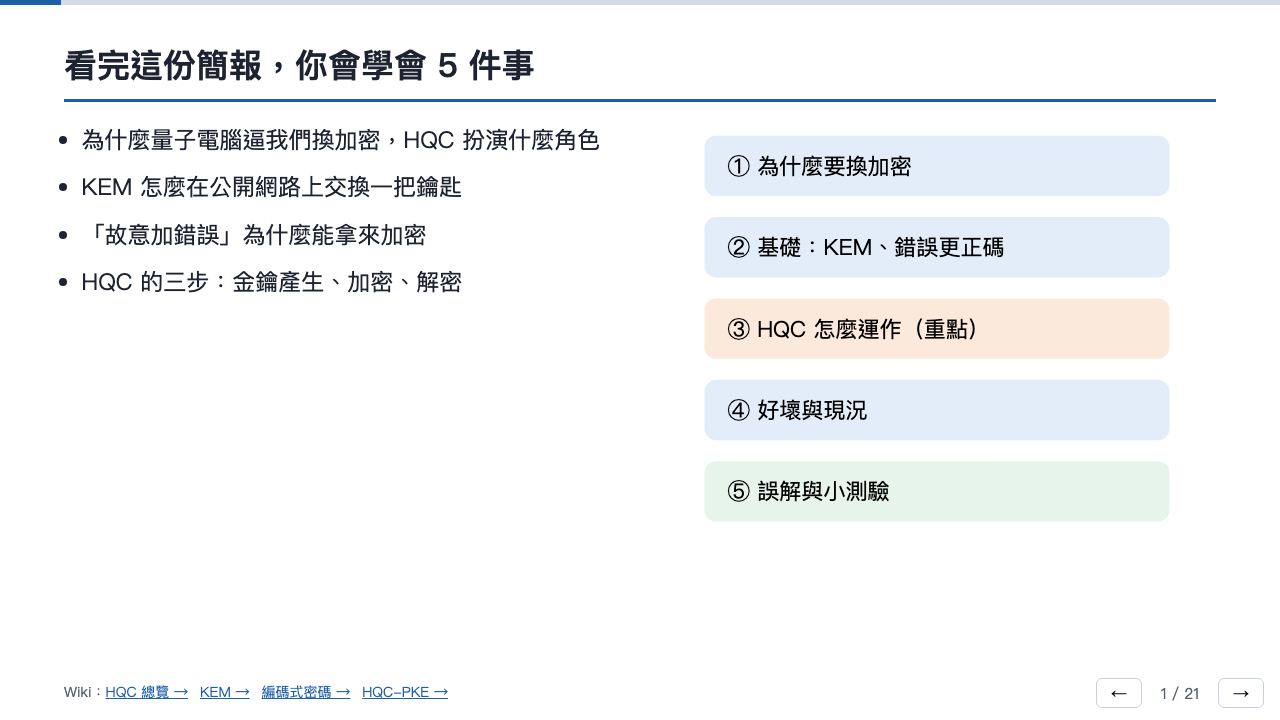 看完這份簡報，你會學會 5 件事
• 為什麼量子電腦逼我們換加密，HQC 扮演什麼角色
• KEM 怎麼在公開網路上交換一把鑰匙
• 「故意加錯誤」為什麼能拿來加密
• HQC 的三步：金鑰產生、加密、解密
① 為什麼要換加密
② 基礎：KEM、錯誤更正碼
③ HQC 怎麼運作（重點）
④ 好壞與現況
⑤ 誤解與小測驗
Wiki：HQC 總覽 → KEM → 編碼式密碼 → HQC-PKE →
← 1 / 21 →